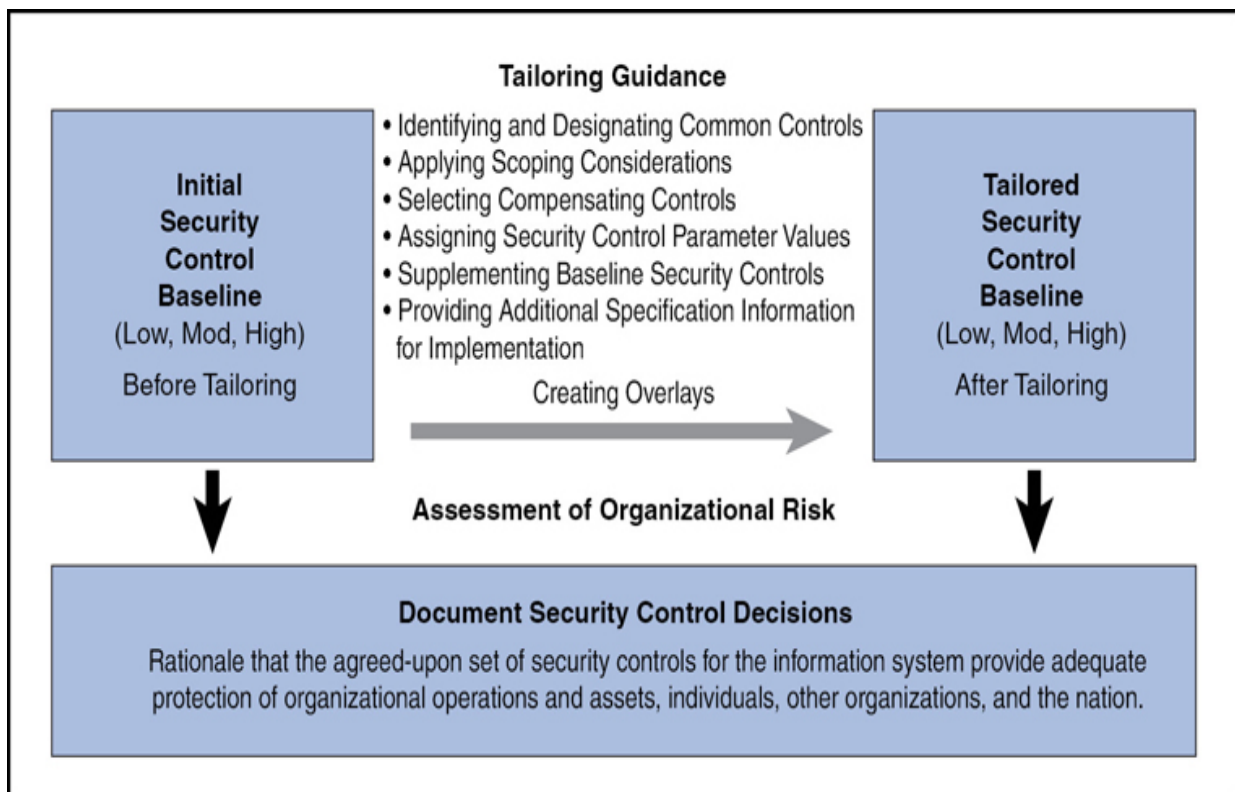 Tailoring Guidance
Initial
Security
Control
Baseline
(Low, Mod, High)
Before Tailoring
• Identifying and Designating Common Controls
• Applying Scoping Considerations
• Selecting Compensating Controls
• Assigning Security Control Parameter Values
• Supplementing Baseline Security Controls
• Providing Additional Specification Information
for Implementation
Creating Overlays
Tailored
Security
Control
Baseline
(Low, Mod, High)
After Tailoring
Assessment of Organizational Risk
Document Security Control Decisions
Rationale that the agreed-upon set of security controls for the information system provide adequate
protection of organizational operations and assets, individuals, other organizations, and the nation.